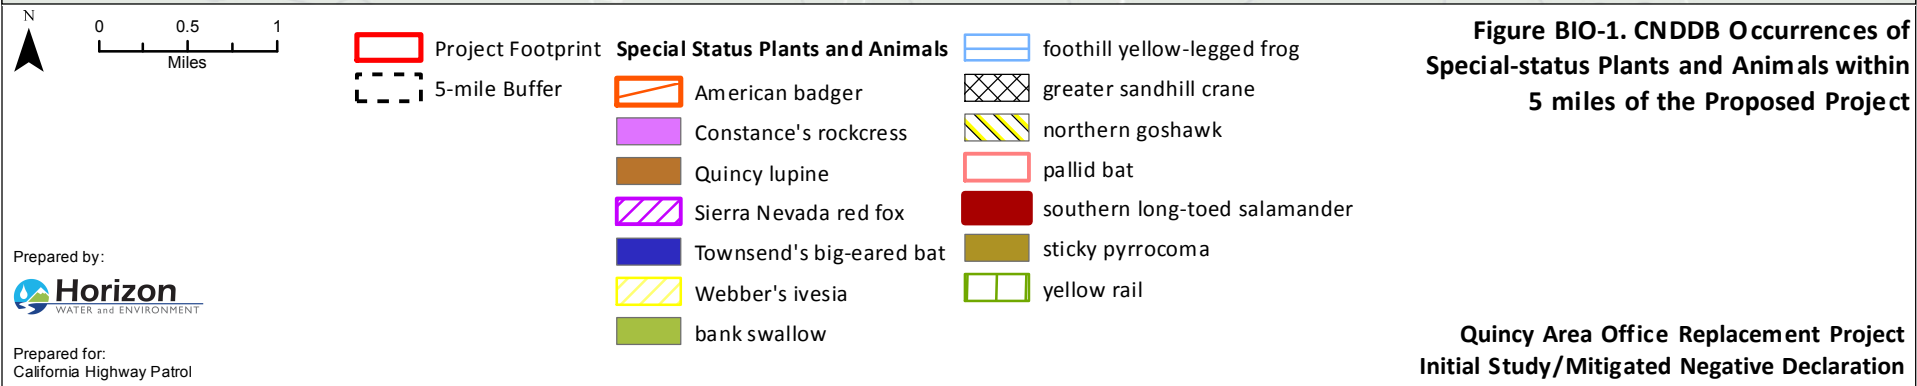 N
0 0.5 1
Miles
Project Footprint
5-mile Buffer
Special Status Plants and Animals
American badger
Constance's rockcress
Quincy lupine
Sierra Nevada red fox
Townsend's big-eared bat
Webber's ivesia
bank swallow
foothill yellow-legged frog
greater sandhill crane
northern goshawk
pallid bat
southern long-toed salamander
sticky pyrrocoma
yellow rail
Figure BIO-1. CNDDB Occurrences of
Special-status Plants and Animals within
5 miles of the Proposed Project
Prepared by:
Horizon
WATER and ENVIRONMENT
Prepared for:
California Highway Patrol
Quincy Area Office Replacement Project
Initial Study/Mitigated Negative Declaration